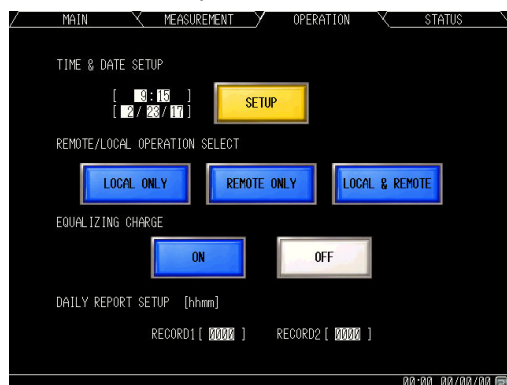 MAIN MEASUREMENT OPERATION STATUS
TIME & DATE SETUP
[ 9:15 ]
[ 2/ 23/ 17 ]
SETUP
REMOTE/LOCAL OPERATION SELECT
LOCAL ONLY REMOTE ONLY LOCAL & REMOTE
EQUALIZING CHARGE
ON OFF
DAILY REPORT SETUP [hhmm]
RECORD1 [ 0000 ] RECORD2 [ 0000 ]
00:00 00/00/00